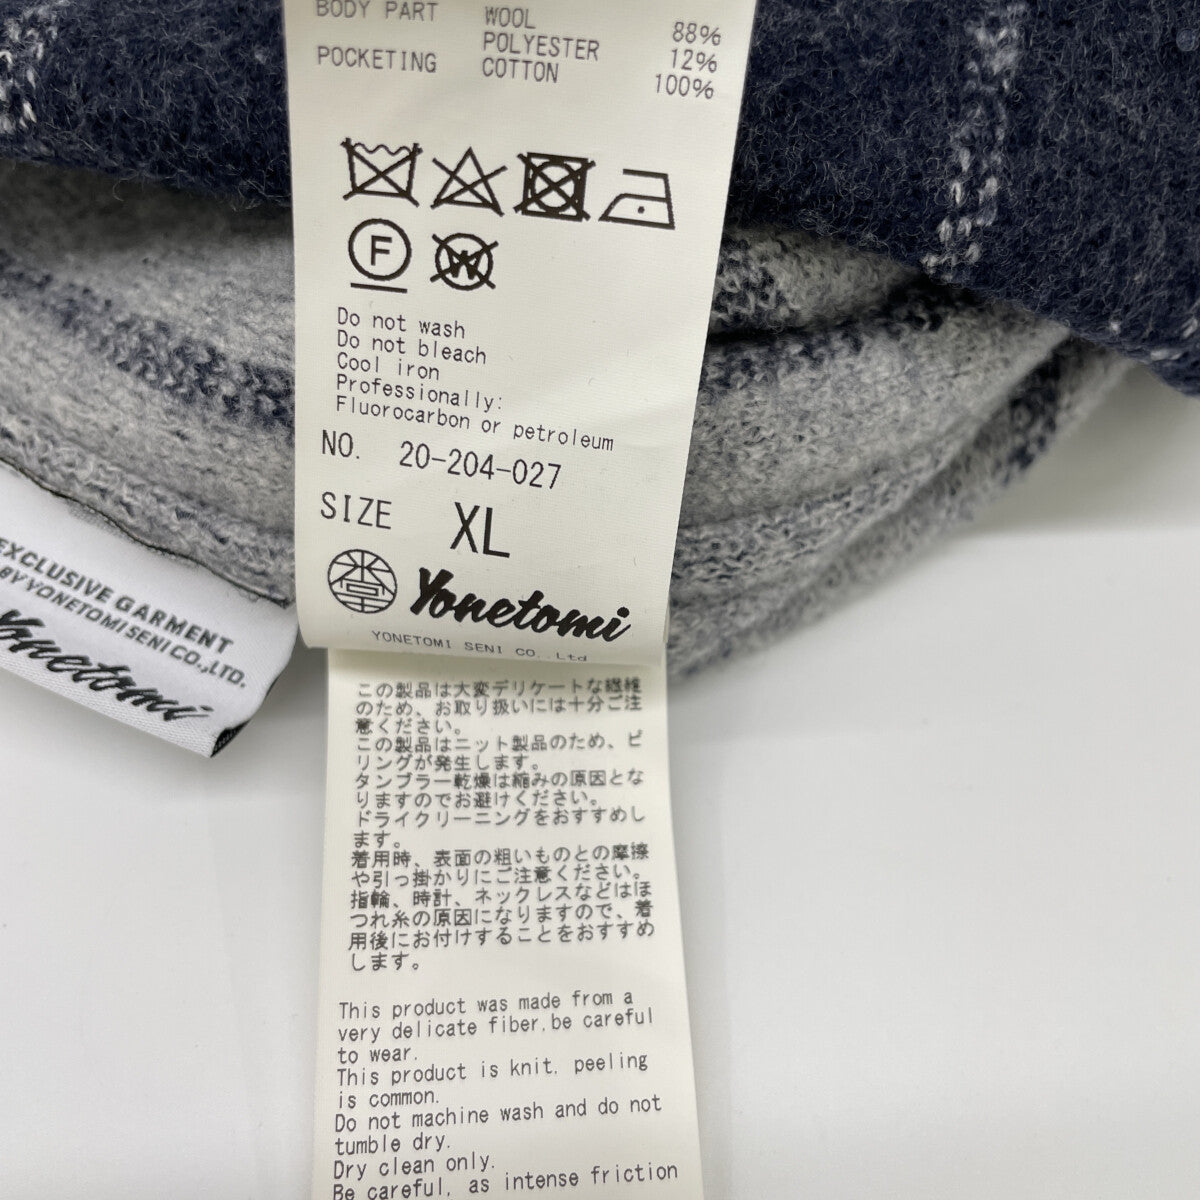 BODY PART WOOL 88%
POLYESTER 12%
POCKETING COTTON 100%
F
W
Do not wash
Do not bleach
Cool iron
Professionally:
Fluorocarbon or petroleum
NO. 20-204-027
SIZE XL
Yonetomi
YONETOMI SENI CO.,Ltd
EXCLUSIVE GARMENT
BY YONETOMI SENI CO.,LTD.
Yonetomi
この製品は大変デリケートな繊維
のため、お取り扱いには十分ご注
意ください。
この製品はニット製品のため、ピ
リングが発生します。
タンブラー乾燥は縮みの原因とな
りますのでお避けください。
ドライクリーニングをおすすめし
ます。
着用時、表面の粗いものとの摩擦
や引っ掛かりにご注意ください。
指輪、時計、ネックレスなどはほ
つれ糸の原因になりますので、着
用後にお付けすることをおすすめ
します。
This product was made from a
very delicate fiber,be careful
to wear.
This product is knit, peeling
is common.
Do not machine wash and do not
tumble dry.
Dry clean only.
Be careful, as intense friction